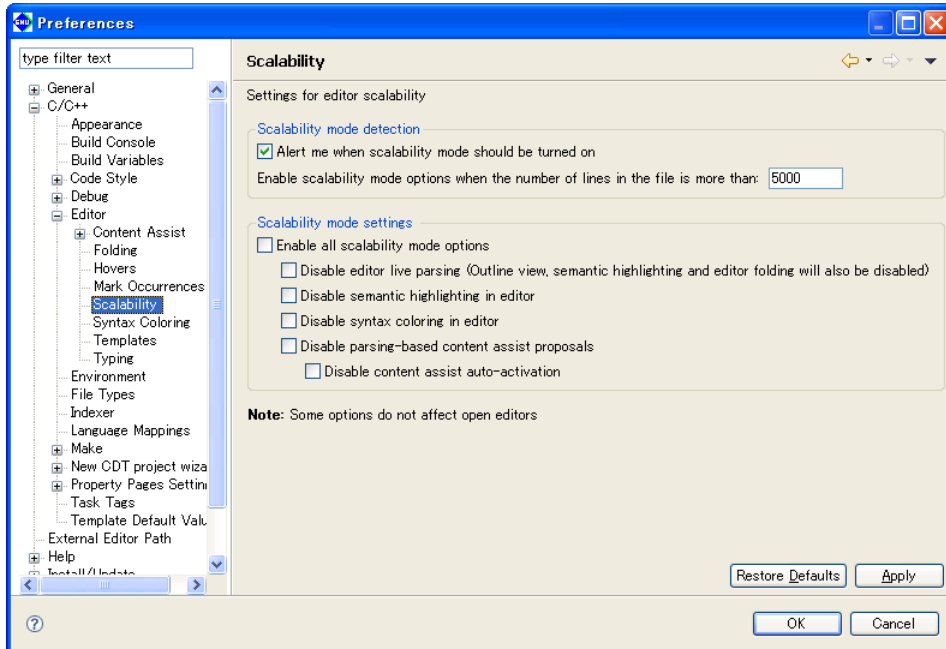 GNU Preferences
type filter text
General
C/C++
Appearance
Build Console
Build Variables
Code Style
Debug
Editor
Content Assist
Folding
Hovers
Mark Occurrences
Scalability
Syntax Coloring
Templates
Typing
Environment
File Types
Indexer
Language Mappings
Make
New CDT project wiza
Property Pages Settin
Task Tags
Template Default Valu
External Editor Path
Help
Install/Update
Scalability
Settings for editor scalability
Scalability mode detection
Alert me when scalability mode should be turned on
Enable scalability mode options when the number of lines in the file is more than: 5000
Scalability mode settings
Enable all scalability mode options
Disable editor live parsing (Outline view, semantic highlighting and editor folding will also be disabled)
Disable semantic highlighting in editor
Disable syntax coloring in editor
Disable parsing-based content assist proposals
Disable content assist auto-activation
Note: Some options do not affect open editors
Restore Defaults Apply
? OK Cancel